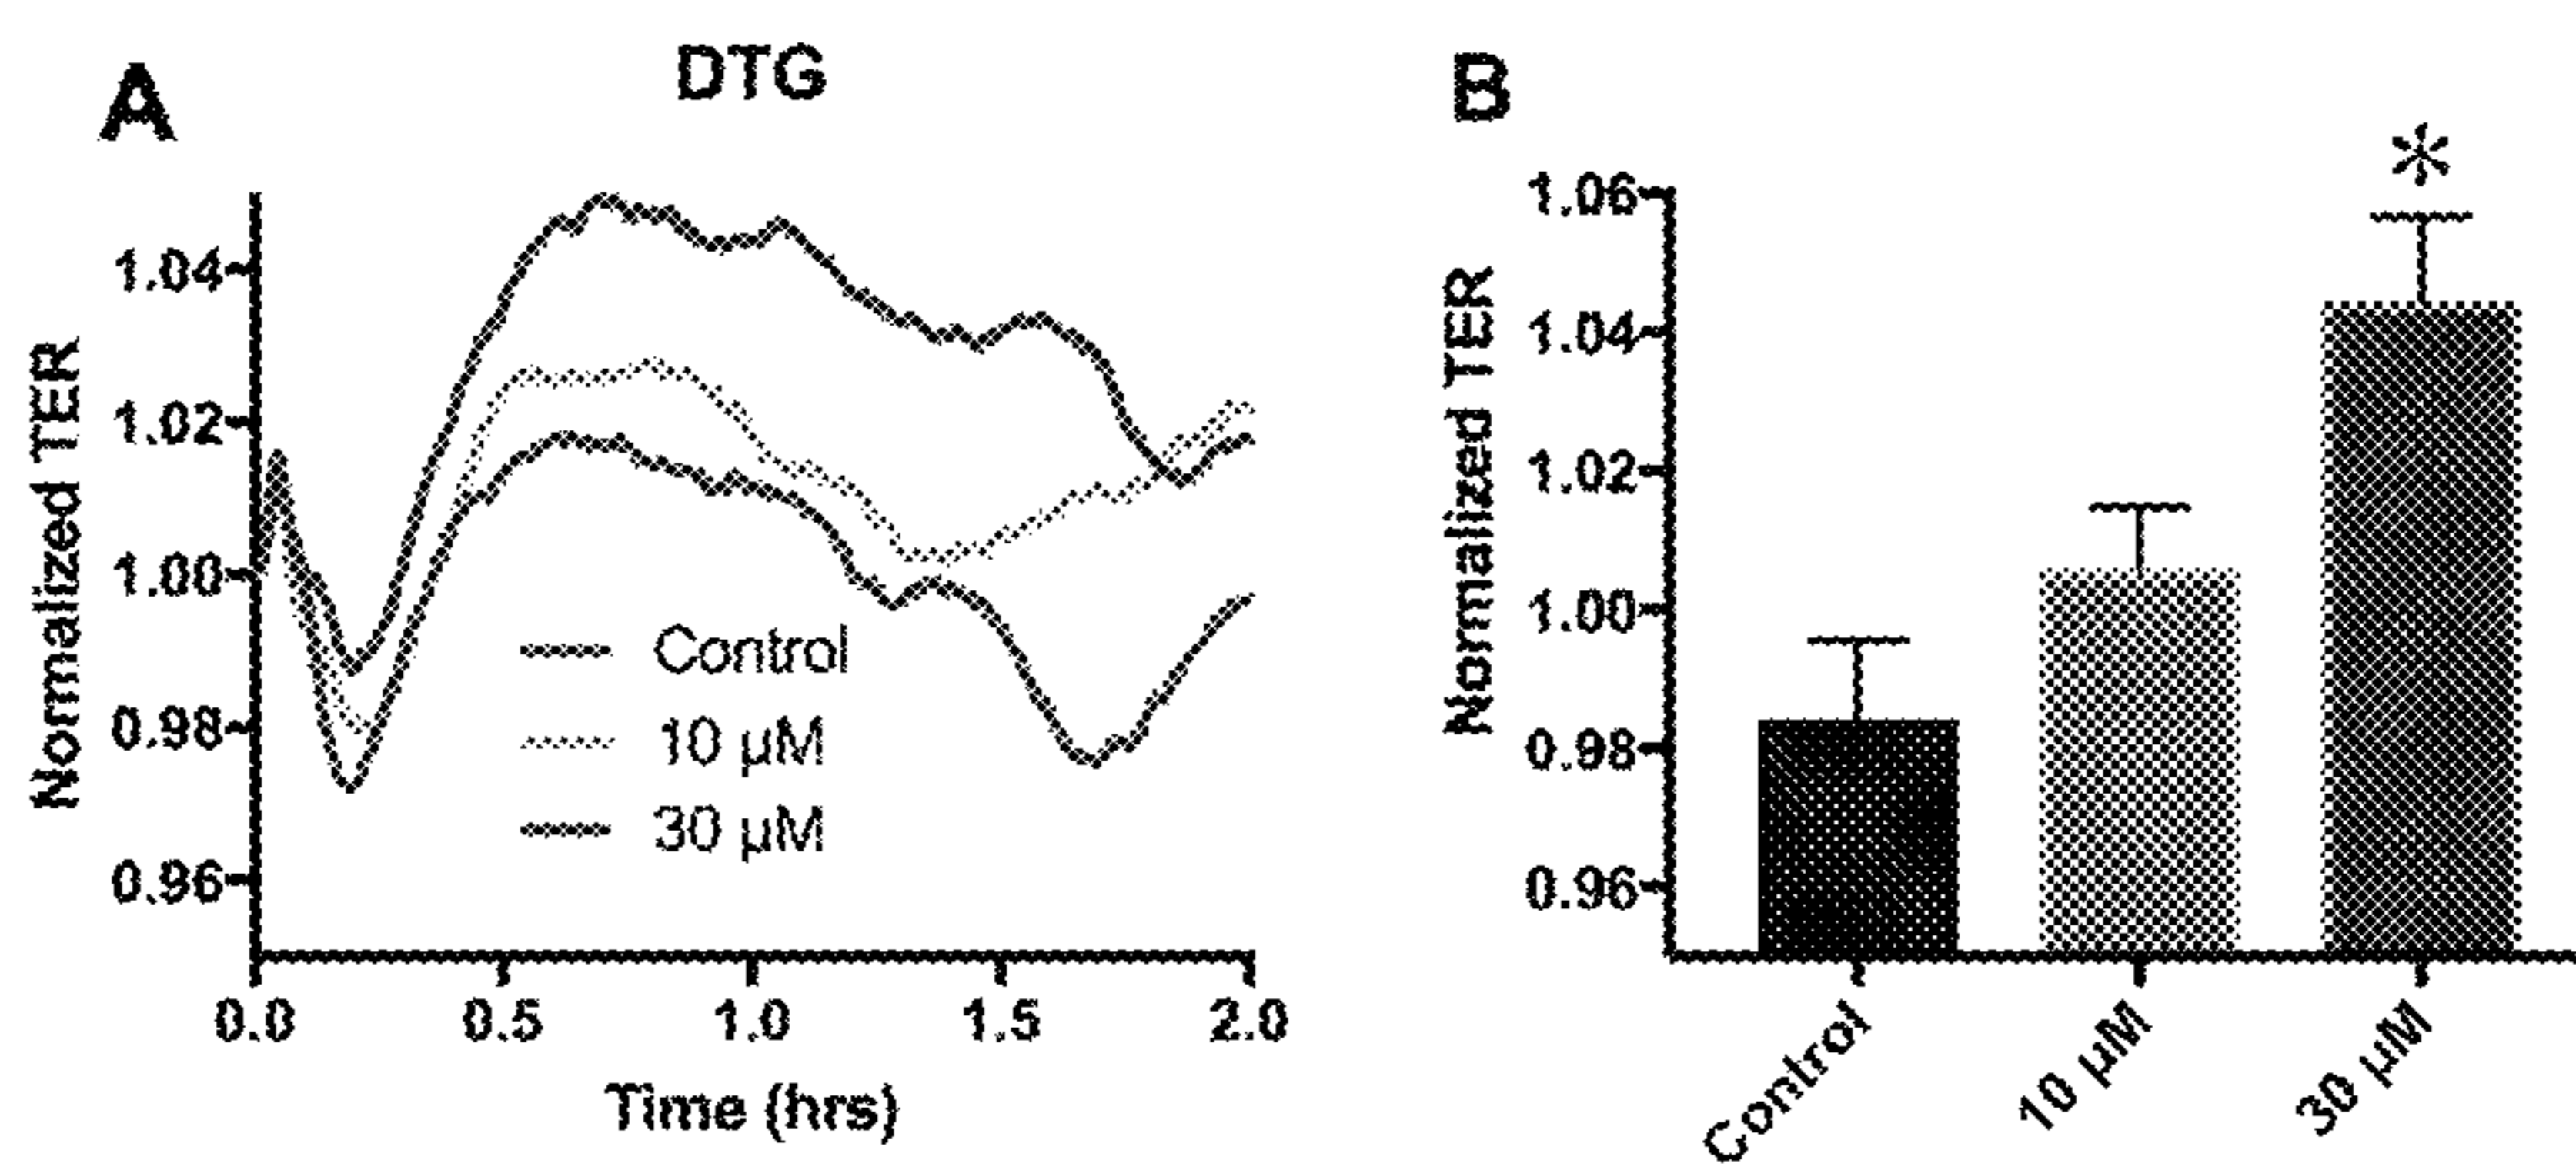 A
DTG
Normalized TER
1.04
1.02
1.00
0.98
0.96
Control
10 µM
30 µM
0.0
0.5
1.0
1.5
2.0
Time (hrs)
B
*
Normalized TER
1.06
1.04
1.02
1.00
0.98
0.96
Control
10 µM
30 µM